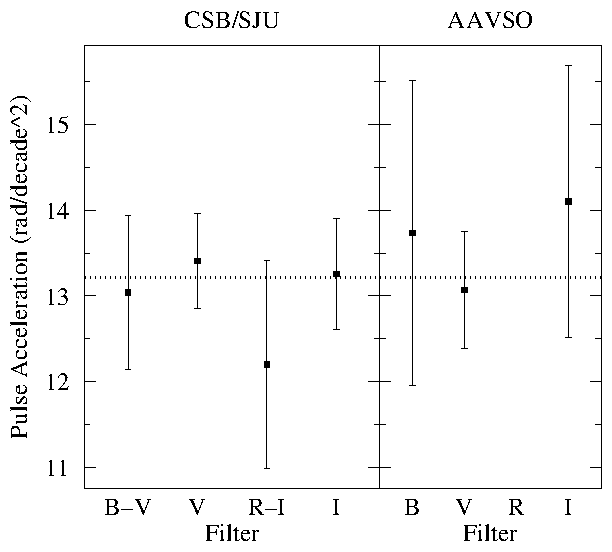 CSB/SJU AAVSO
Pulse Acceleration (rad/decade^2)
15
14
13
12
11
B–V V R–I I B V R I
Filter Filter